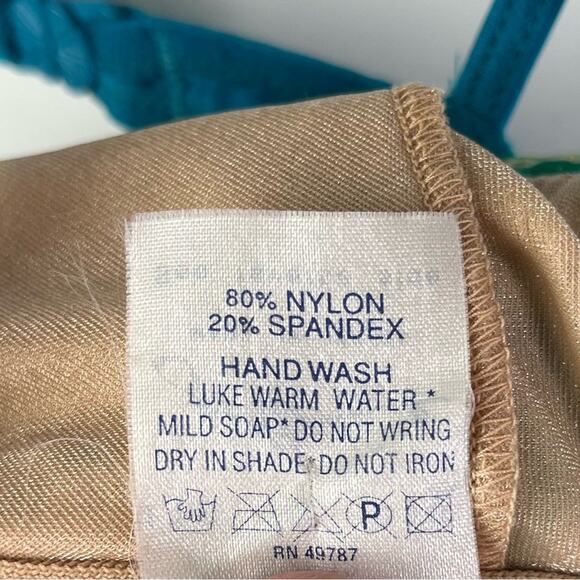 80% NYLON
20% SPANDEX
HAND WASH
LUKE WARM WATER *
MILD SOAP* DO NOT WRING
DRY IN SHADE* DO NOT IRON
P
RN 49787